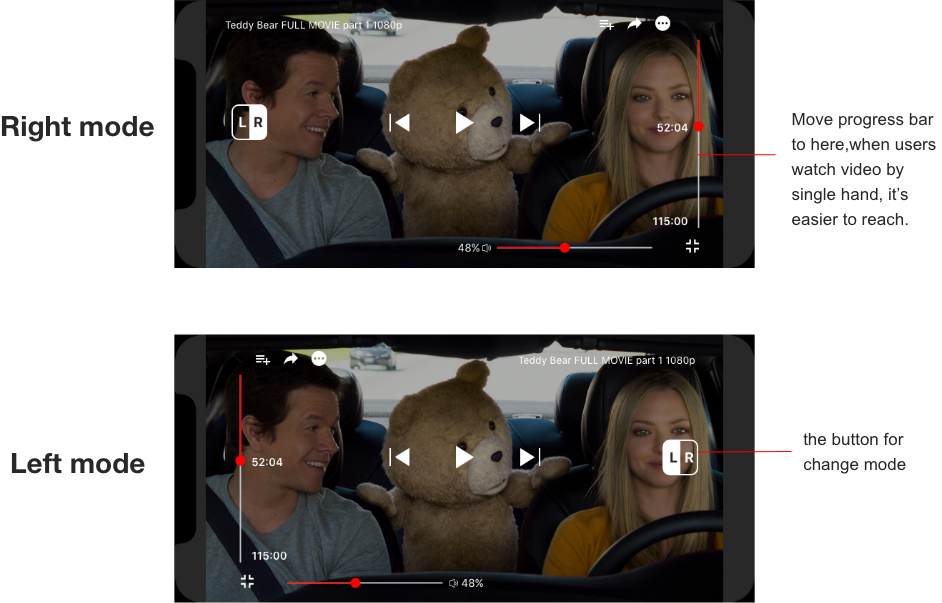 Teddy Bear FULL MOVIE part 1 1080p
Right mode
L R
52:04
115:00
48%
Move progress bar
to here,when users
watch video by
single hand, it's
easier to reach.
Teddy Bear FULL MOVIE part 1 1080p
Left mode
52:04
L R
115:00
48%
the button for
change mode